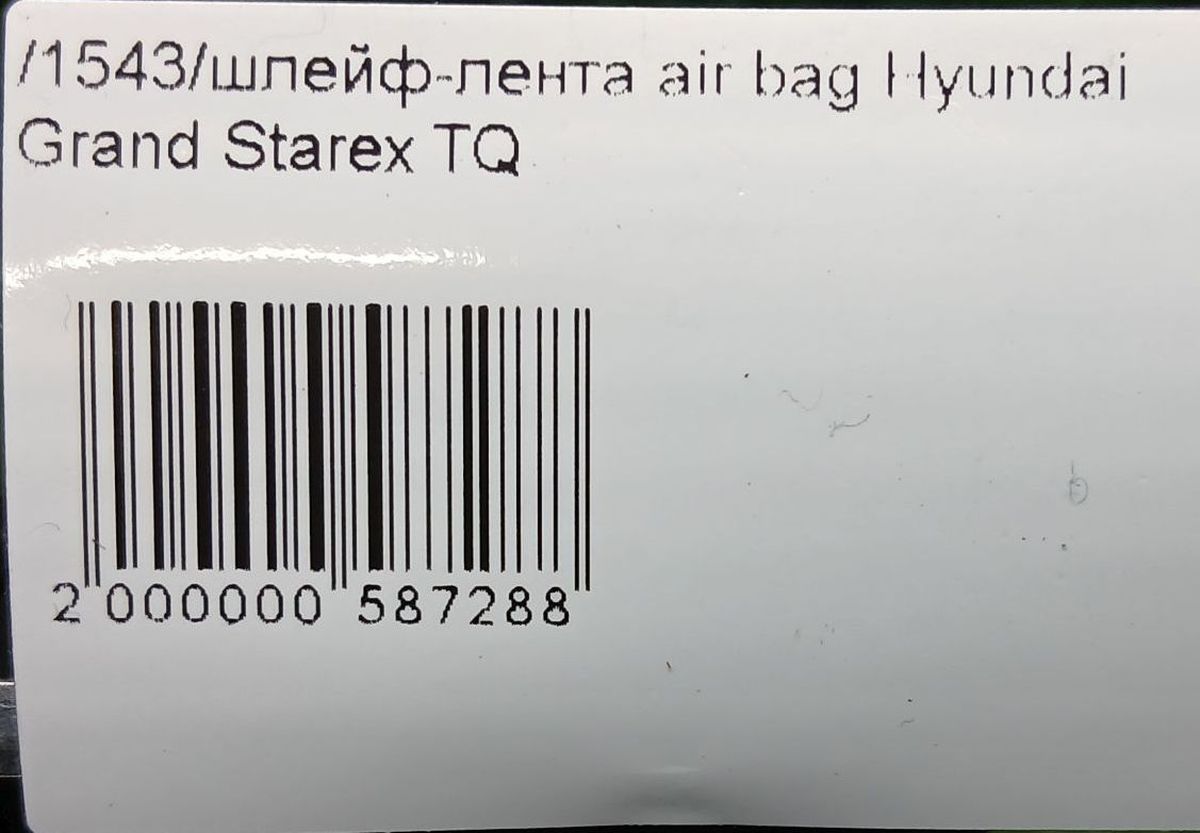 /1543/шлейф-лента air bag Hyundai
Grand Starex TQ
2 000000 587288